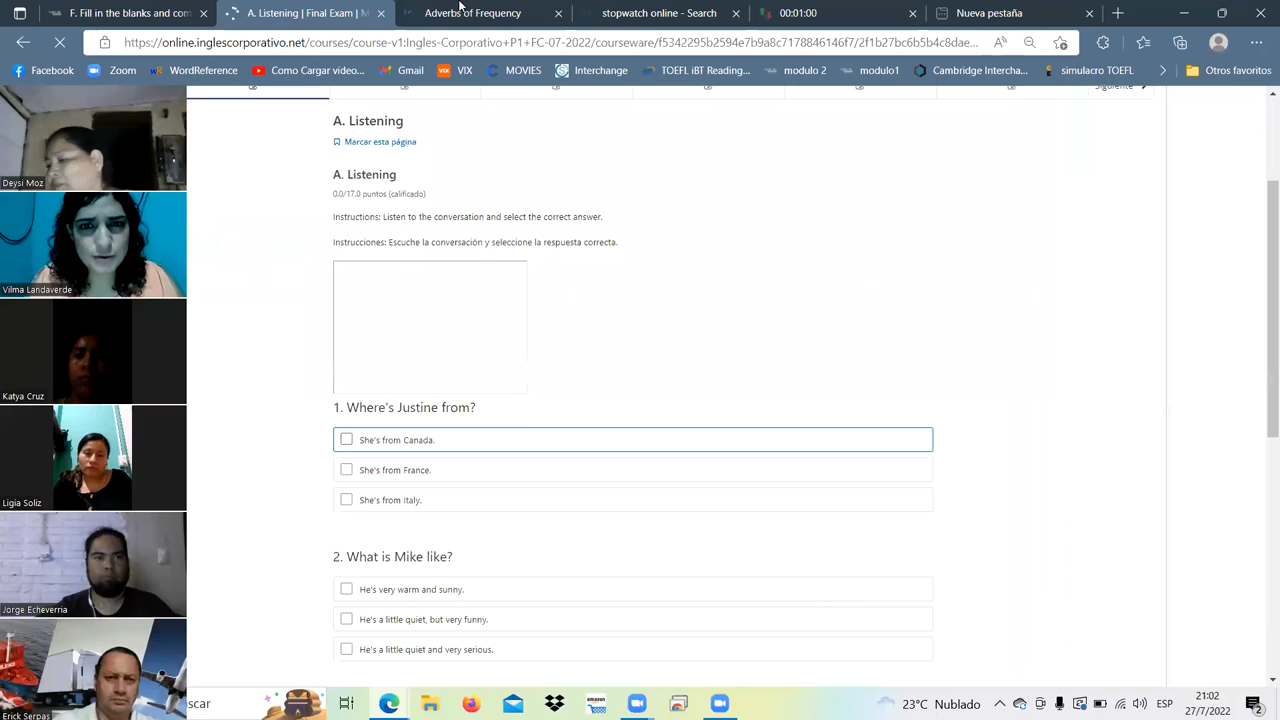 F. Fill in the blanks with the
A. Listening
Adverbs of Frequency
stopwatch online - Search
00:01:00
Nueva pestaña
https://online.inglescorporativo.net/courses/course-v1:Ingles-Corporativo+P1+FC-07-2022/courseware/f5342295b2594e7b9a8c7178846146f7/2f1b27bc6b5b4c8dae...
Facebook
Zoom
WordReference
Como Cargar video...
Gmail
VIX
MOVIES
Interchange
TOEFL iBT Reading...
modulo 2
modulo1
Cambridge Intercha...
simulacro TOEFL
Otros favoritos
Siguiente
A. Listening
Marcar esta página
A. Listening
0.0/17.0 puntos (calificado)
Instructions: Listen to the conversation and select the correct answer.
Instrucciones: Escuche la conversación y seleccione la respuesta correcta.
1. Where's Justine from?
She's from Canada.
She's from France.
She's from Italy.
2. What is Mike like?
He's very warm and sunny.
He's a little quiet, but very funny.
He's a little quiet and very serious.
Deysi Moz
Vilma Landaverde
Katya Cruz
Ligia Soliz
Jorge Echeverria
Erick Serpas
scar
amazon
23°C Nublado
ESP
21:02
27/7/2022
2